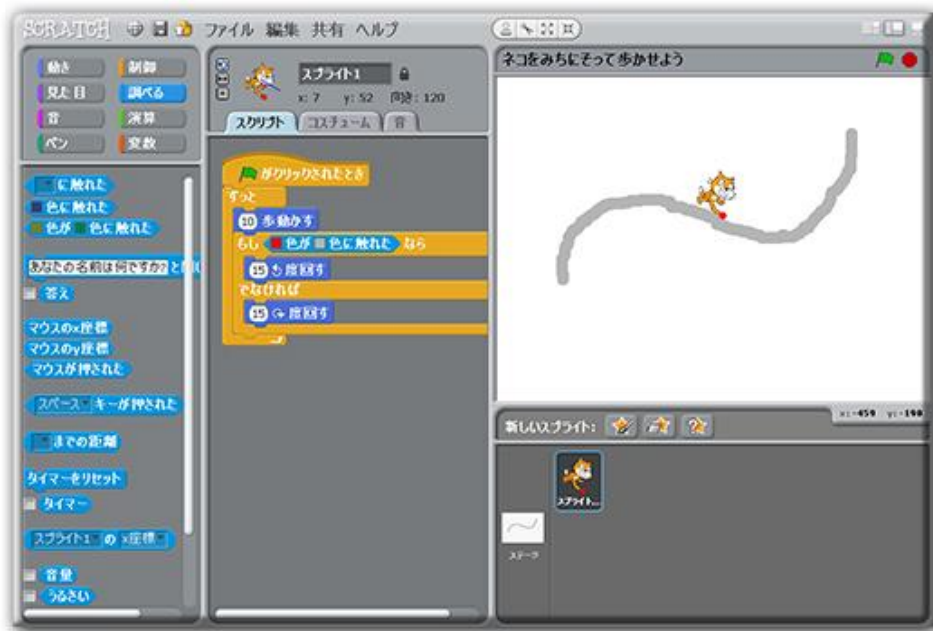 SCRATCH ファイル 編集 共有 ヘルプ
動き 制御
見た目 調べる
音 演算
ペン 変数
に触れた
色に触れた
色が 色に触れた
あなたの名前は何ですか? と
答え
マウスのx座標
マウスのy座標
マウスが押された
スペース キーが押された
までの距離
タイマーをリセット
タイマー
スプライト1 の x座標
音量
うるさい
スプライト1
x: 7 y: 52 向き: 120
スクリプト コスチューム 音
がクリックされたとき
ずっと
10 歩動かす
もし 色が 色に触れた なら
15 度回す
でなければ
15 度回す
ネコをみちにそって歩かせよう
x: -459 y: -190
新しいスプライト:
スプライト...
ステージ